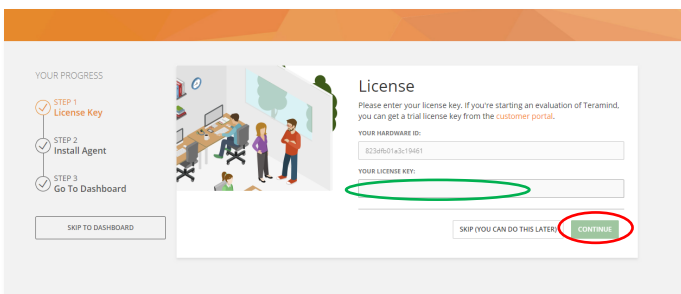 YOUR PROGRESS
STEP 1
License Key
STEP 2
Install Agent
STEP 3
Go To Dashboard
SKIP TO DASHBOARD
License
Please enter your license key. If you're starting an evaluation of Teramind,
you can get a trial license key from the customer portal.
YOUR HARDWARE ID:
823dfb01a3c19461
YOUR LICENSE KEY:
SKIP (YOU CAN DO THIS LATER)
CONTINUE